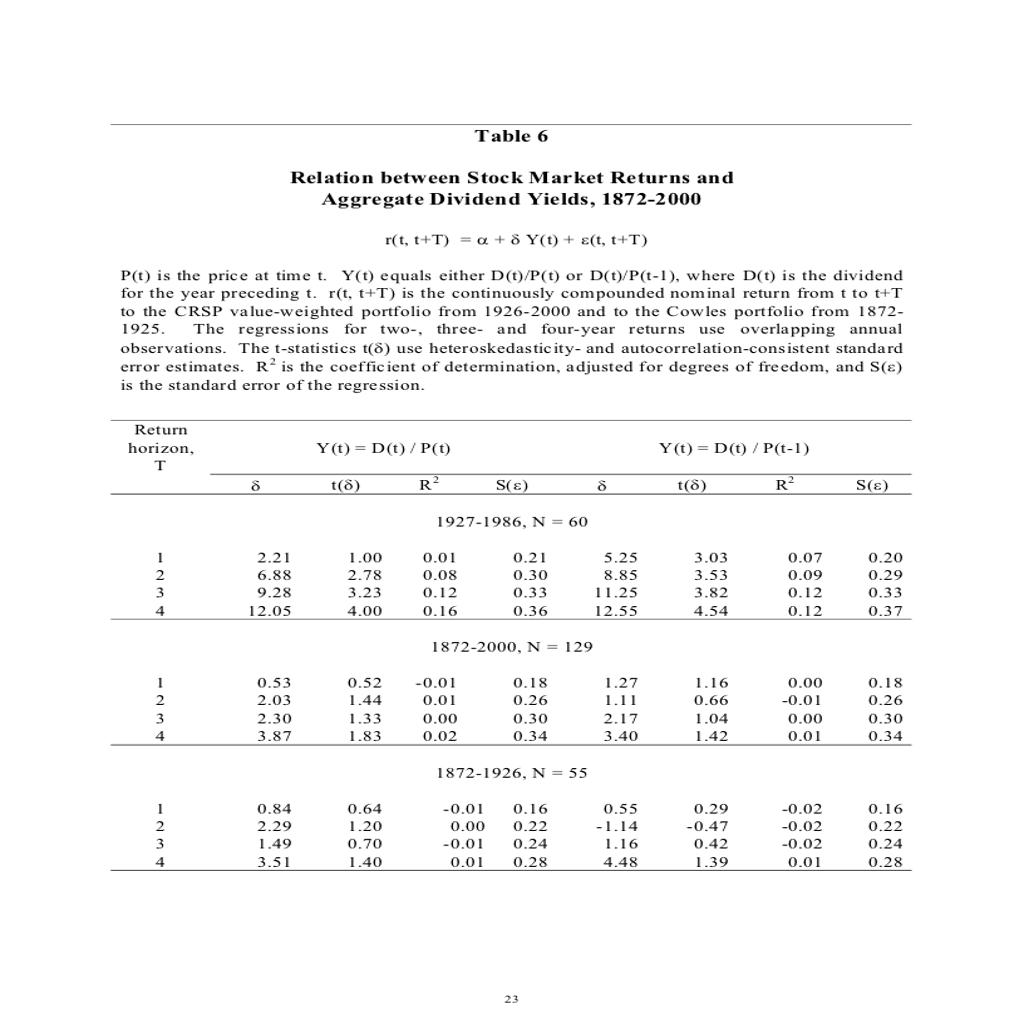 Table 6
Relation between Stock Market Returns and
Aggregate Dividend Yields, 1872-2000
r(t, t+T) = α + δ Y(t) + ε(t, t+T)
P(t) is the price at time t. Y(t) equals either D(t)/P(t) or D(t)/P(t-1), where D(t) is the dividend
for the year preceding t. r(t, t+T) is the continuously compounded nominal return from t to t+T
to the CRSP value-weighted portfolio from 1926-2000 and to the Cowles portfolio from 1872-
1925. The regressions for two-, three- and four-year returns use overlapping annual
observations. The t-statistics t(δ) use heteroskedasticity- and autocorrelation-consistent standard
error estimates. R² is the coefficient of determination, adjusted for degrees of freedom, and S(ε)
is the standard error of the regression.
Return
horizon, Y(t) = D(t) / P(t) Y(t) = D(t) / P(t-1)
T
δ t(δ) R² S(ε) δ t(δ) R² S(ε)
1927-1986, N = 60
1 2.21 1.00 0.01 0.21 5.25 3.03 0.07 0.20
2 6.88 2.78 0.08 0.30 8.85 3.53 0.09 0.29
3 9.28 3.23 0.12 0.33 11.25 3.82 0.12 0.33
4 12.05 4.00 0.16 0.36 12.55 4.54 0.12 0.37
1872-2000, N = 129
1 0.53 0.52 -0.01 0.18 1.27 1.16 0.00 0.18
2 2.03 1.44 0.01 0.26 1.11 0.66 -0.01 0.26
3 2.30 1.33 0.00 0.30 2.17 1.04 0.00 0.30
4 3.87 1.83 0.02 0.34 3.40 1.42 0.01 0.34
1872-1926, N = 55
1 0.84 0.64 -0.01 0.16 0.55 0.29 -0.02 0.16
2 2.29 1.20 0.00 0.22 -1.14 -0.47 -0.02 0.22
3 1.49 0.70 -0.01 0.24 1.16 0.42 -0.02 0.24
4 3.51 1.40 0.01 0.28 4.48 1.39 0.01 0.28
23